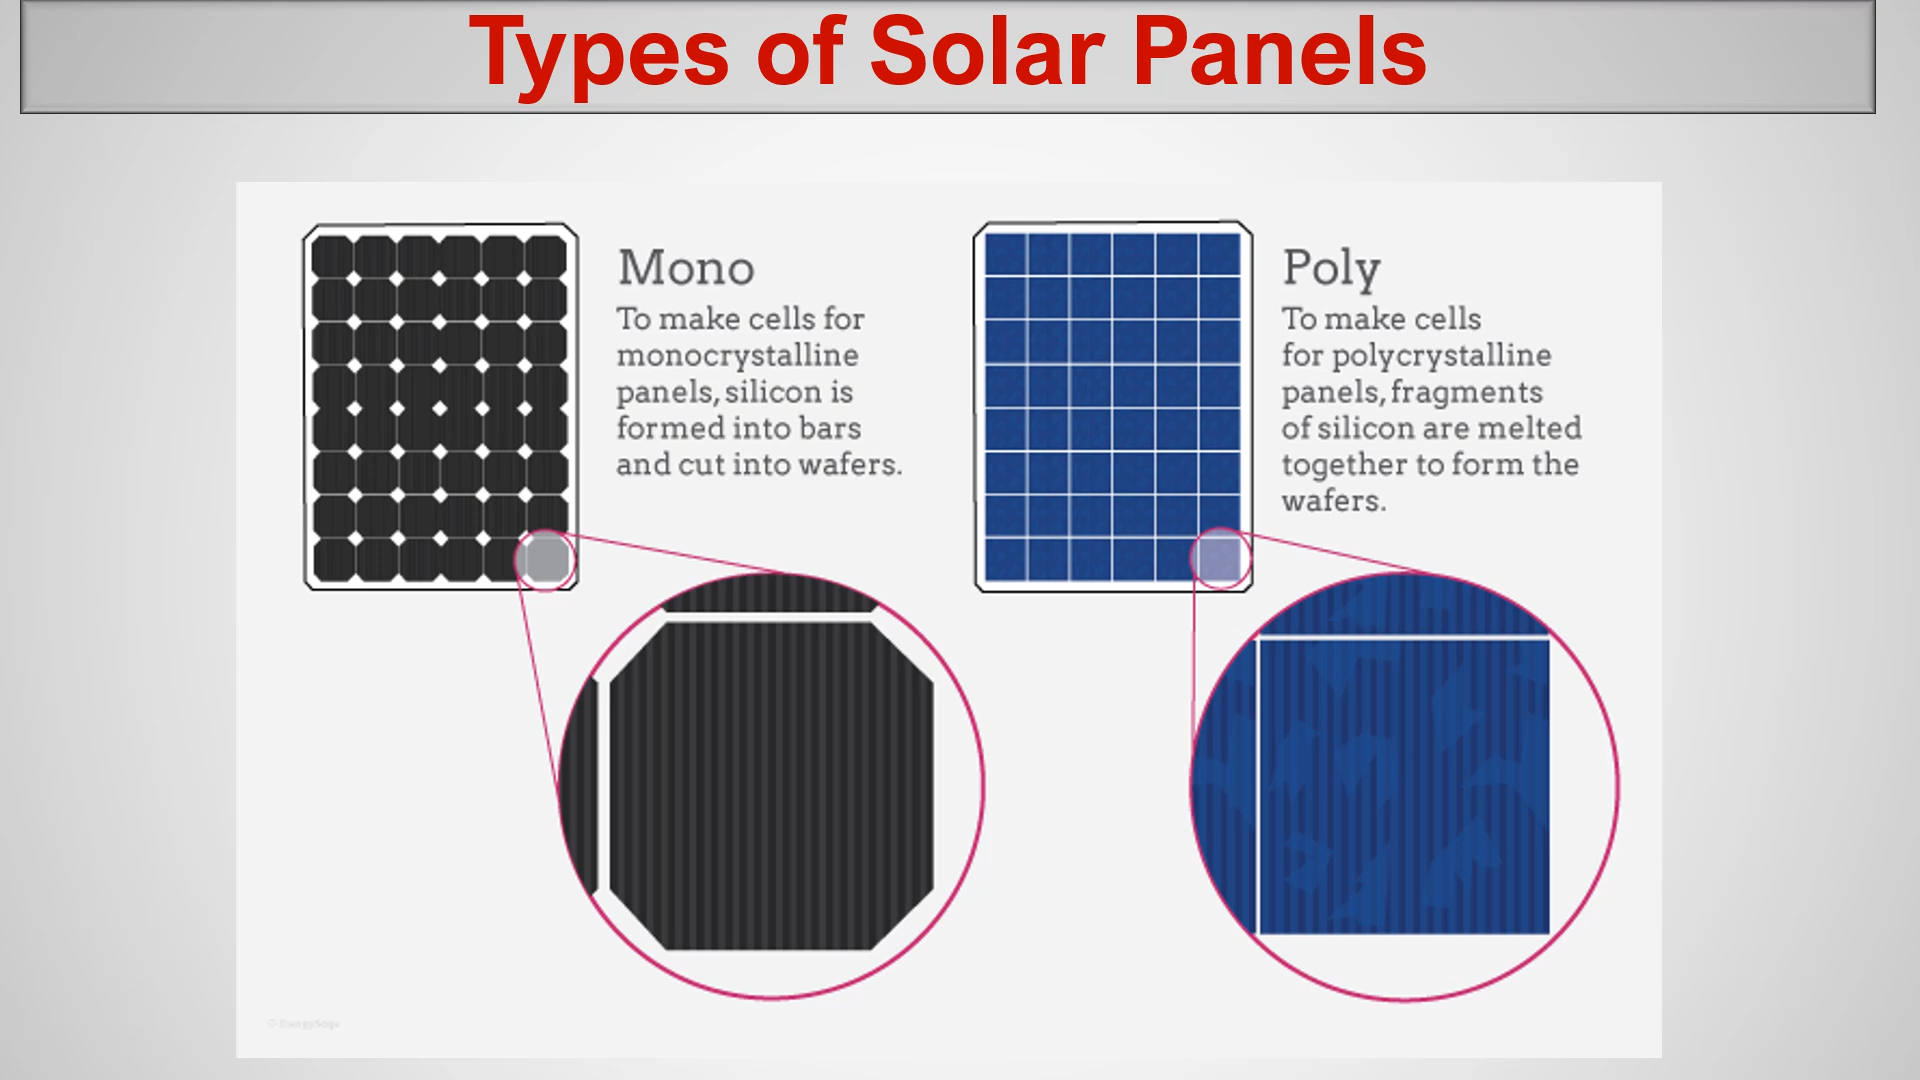 Types of Solar Panels
Mono
To make cells for
monocrystalline
panels, silicon is
formed into bars
and cut into wafers.
Poly
To make cells
for polycrystalline
panels, fragments
of silicon are melted
together to form the
wafers.
© EnergySage